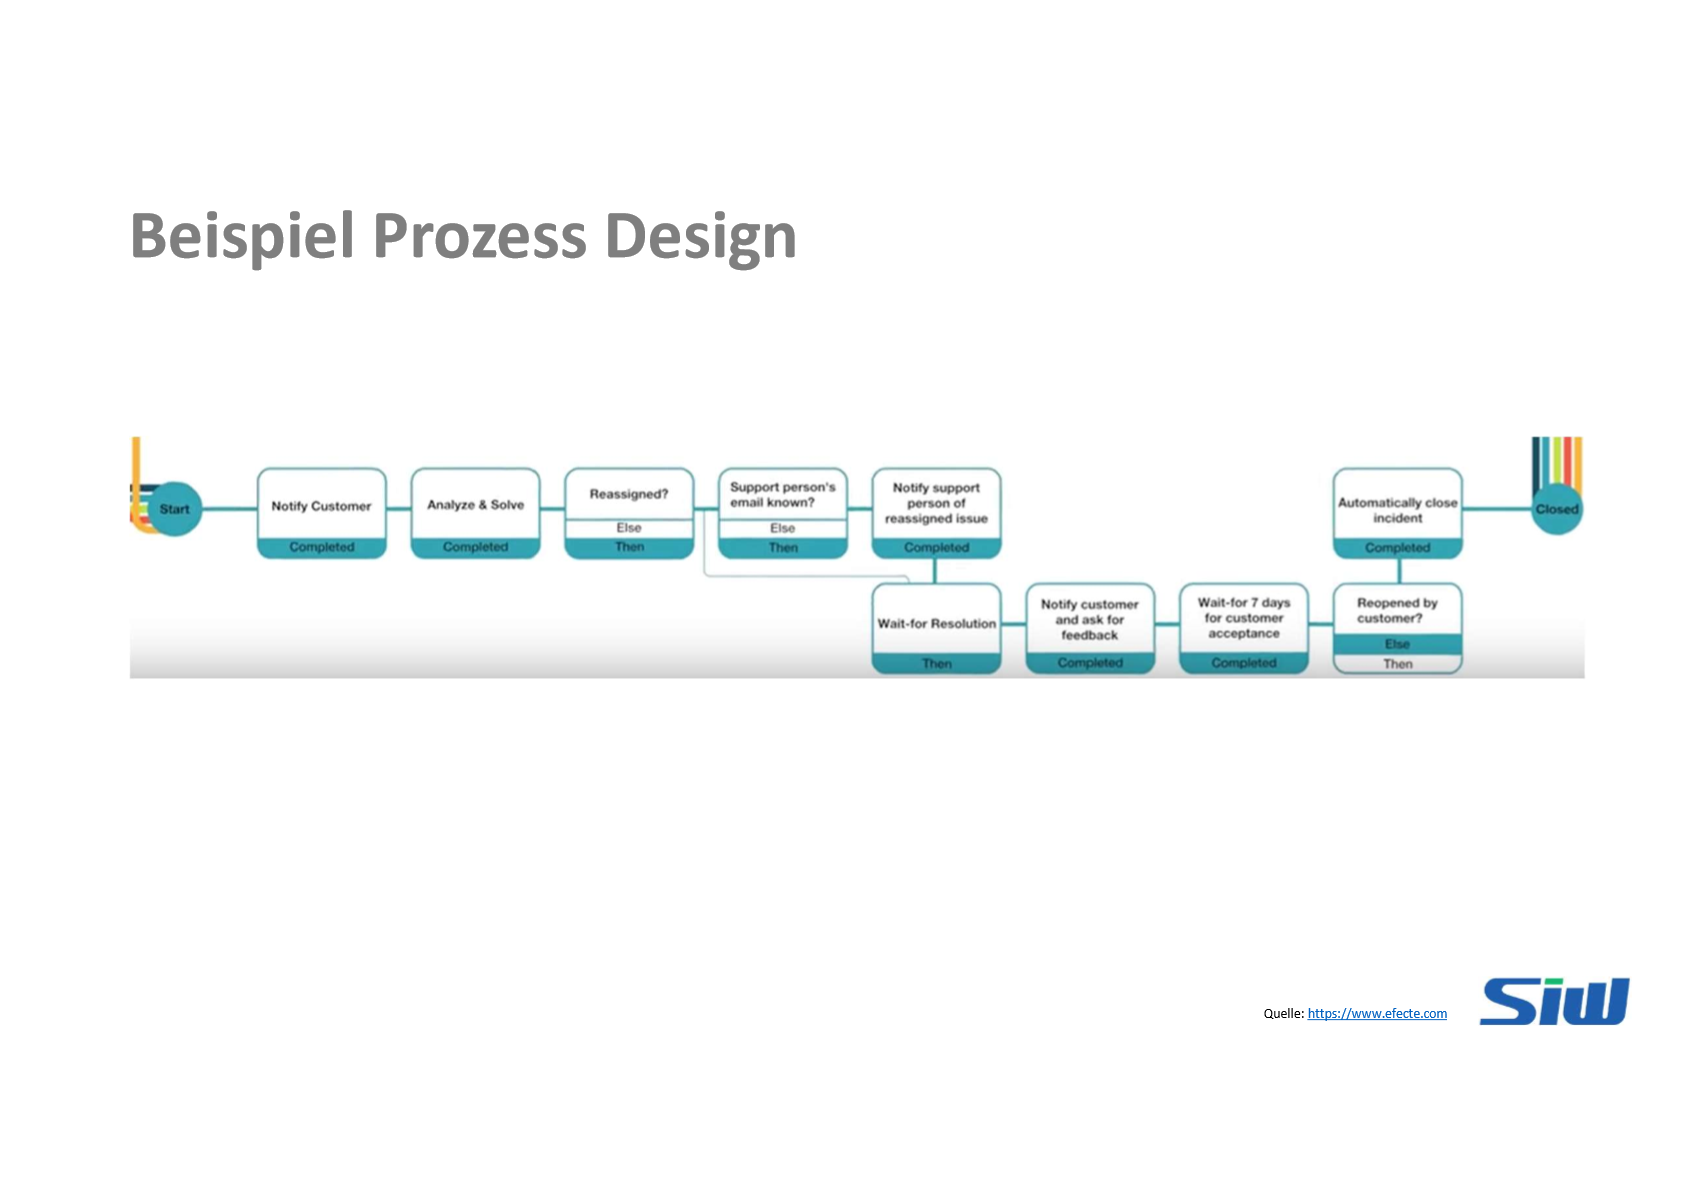 Beispiel Prozess Design
Start
Notify Customer
Completed
Analyze & Solve
Completed
Reassigned?
Else
Then
Support person's
email known?
Else
Then
Notify support
person of
reassigned issue
Completed
Wait-for Resolution
Then
Notify customer
and ask for
feedback
Completed
Wait-for 7 days
for customer
acceptance
Completed
Reopened by
customer?
Else
Then
Automatically close
incident
Completed
Closed
Quelle: https://www.efecte.com
Siw